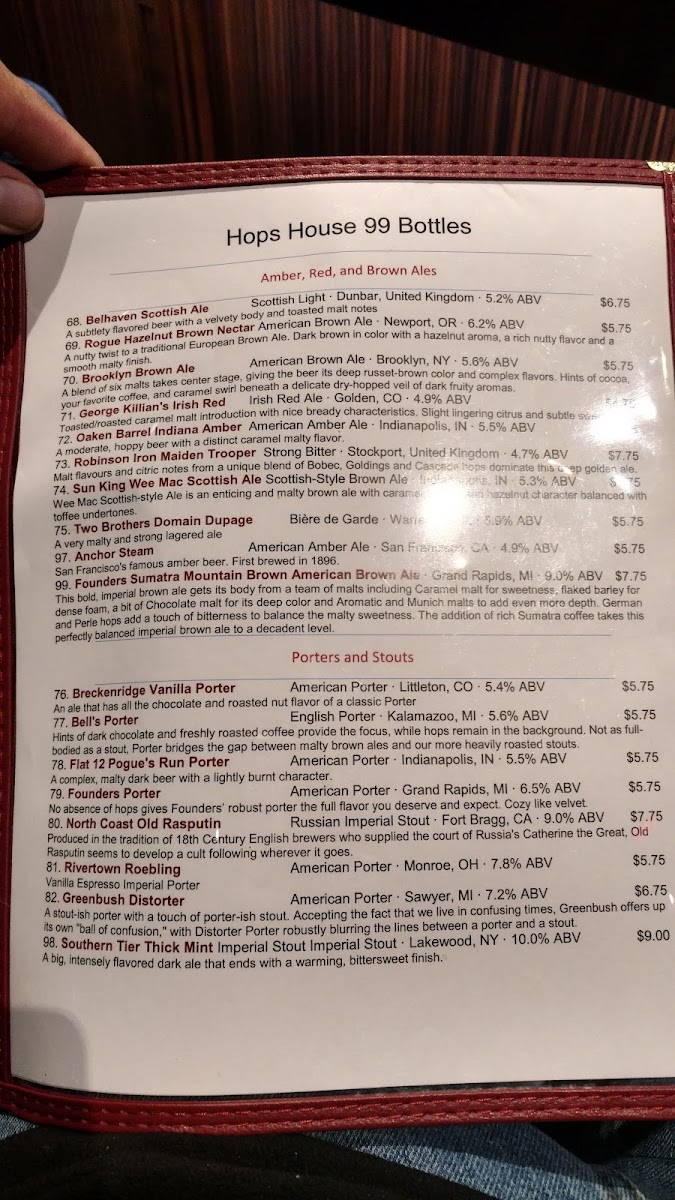 Hops House 99 Bottles
Amber, Red, and Brown Ales
68. Belhaven Scottish Ale Scottish Light · Dunbar, United Kingdom · 5.2% ABV $6.75
A subtlety flavored beer with a velvety body and toasted malt notes
69. Rogue Hazelnut Brown Nectar American Brown Ale · Newport, OR · 6.2% ABV $5.75
A nutty twist to a traditional European Brown Ale. Dark brown in color with a hazelnut aroma, a rich nutty flavor and a
smooth malty finish.
70. Brooklyn Brown Ale American Brown Ale · Brooklyn, NY · 5.6% ABV $5.75
A blend of six malts takes center stage, giving the beer its deep russet-brown color and complex flavors. Hints of cocoa,
your favorite coffee, and caramel swirl beneath a delicate dry-hopped veil of dark fruity aromas.
71. George Killian's Irish Red Irish Red Ale · Golden, CO · 4.9% ABV
Toasted/roasted caramel malt introduction with nice bready characteristics. Slight lingering citrus and subtle
72. Oaken Barrel Indiana Amber American Amber Ale · Indianapolis, IN · 5.5% ABV
A moderate, hoppy beer with a distinct caramel malty flavor.
73. Robinson Iron Maiden Trooper Strong Bitter · Stockport, United Kingdom · 4.7% ABV $7.75
Malt flavours and citric notes from a unique blend of Bobec, Goldings and Cascade hops dominate this deep golden ale.
74. Sun King Wee Mac Scottish Ale Scottish-Style Brown Ale · IN · 5.3% ABV
Wee Mac Scottish-style Ale is an enticing and malty brown ale with hazelnut character balanced with
toffee undertones.
75. Two Brothers Domain Dupage Bière de Garde · 5.9% ABV $5.75
A very malty and strong lagered ale
97. Anchor Steam American Amber Ale · San Francisco, CA · 4.9% ABV $5.75
San Francisco's famous amber beer. First brewed in 1896.
99. Founders Sumatra Mountain Brown American Brown Ale · Grand Rapids, MI · 9.0% ABV $7.75
This bold, imperial brown ale gets its body from a team of malts including Caramel malt for sweetness, flaked barley for
dense foam, a bit of Chocolate malt for its deep color and Aromatic and Munich malts to add even more depth. German
and Perle hops add a touch of bitterness to balance the malty sweetness. The addition of rich Sumatra coffee takes this
perfectly balanced imperial brown ale to a decadent level.
Porters and Stouts
76. Breckenridge Vanilla Porter American Porter · Littleton, CO · 5.4% ABV $5.75
An ale that has all the chocolate and roasted nut flavor of a classic Porter
77. Bell's Porter English Porter · Kalamazoo, MI · 5.6% ABV $5.75
Hints of dark chocolate and freshly roasted coffee provide the focus, while hops remain in the background. Not as full-
bodied as a stout, Porter bridges the gap between malty brown ales and our more heavily roasted stouts.
78. Flat 12 Pogue's Run Porter American Porter · Indianapolis, IN · 5.5% ABV $5.75
A complex, malty dark beer with a lightly burnt character.
79. Founders Porter American Porter · Grand Rapids, MI · 6.5% ABV $5.75
No absence of hops gives Founders' robust porter the full flavor you deserve and expect. Cozy like velvet.
80. North Coast Old Rasputin Russian Imperial Stout · Fort Bragg, CA · 9.0% ABV $7.75
Produced in the tradition of 18th Century English brewers who supplied the court of Russia's Catherine the Great, Old
Rasputin seems to develop a cult following wherever it goes.
81. Rivertown Roebling American Porter · Monroe, OH · 7.8% ABV $5.75
Vanilla Espresso Imperial Porter
82. Greenbush Distorter American Porter · Sawyer, MI · 7.2% ABV $6.75
A stout-ish porter with a touch of porter-ish stout. Accepting the fact that we live in confusing times, Greenbush offers up
its own "ball of confusion," with Distorter Porter robustly blurring the lines between a porter and a stout.
98. Southern Tier Thick Mint Imperial Stout Imperial Stout · Lakewood, NY · 10.0% ABV $9.00
A big, intensely flavored dark ale that ends with a warming, bittersweet finish.